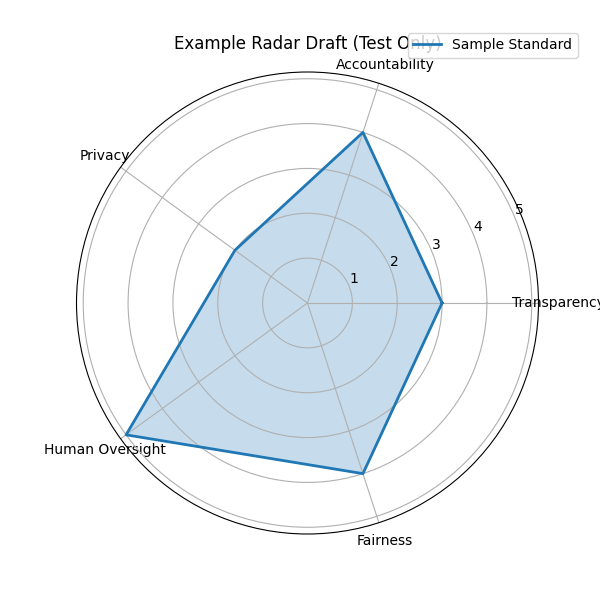 Example Radar Draft (Test Only)
Sample Standard
Accountability
Privacy
5
4
3
2
1
Transparency
Human Oversight
Fairness